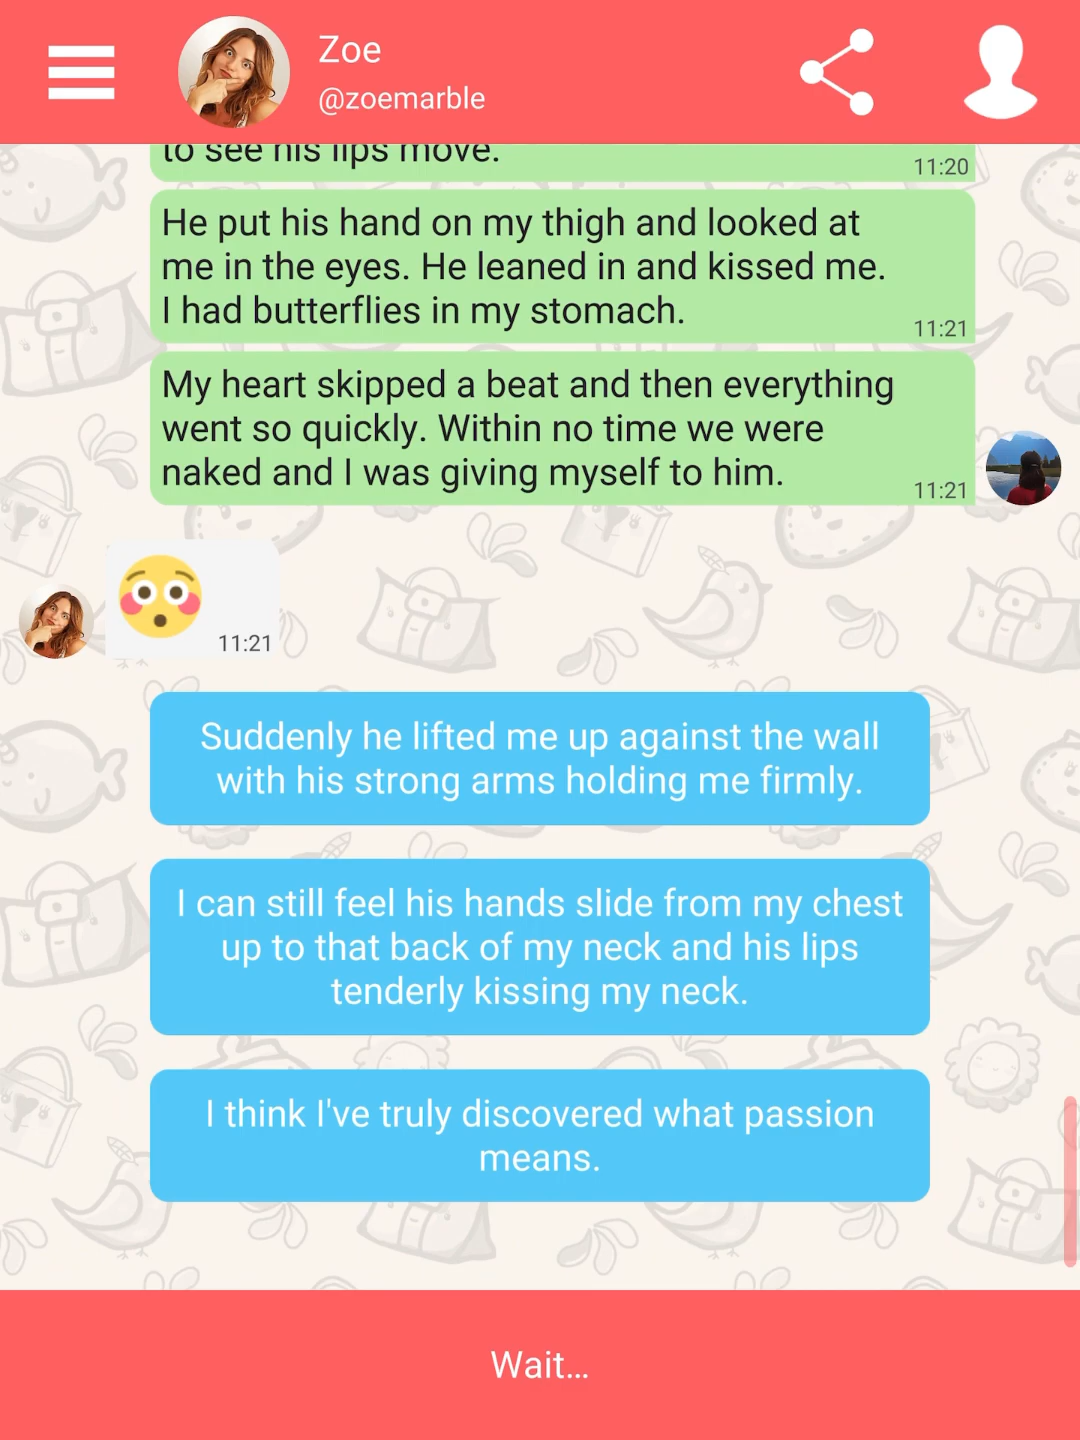 Zoe
@zoemarble
to see his lips move.
11:20
He put his hand on my thigh and looked at
me in the eyes. He leaned in and kissed me.
I had butterflies in my stomach.
11:21
My heart skipped a beat and then everything
went so quickly. Within no time we were
naked and I was giving myself to him.
11:21
11:21
Suddenly he lifted me up against the wall
with his strong arms holding me firmly.
I can still feel his hands slide from my chest
up to that back of my neck and his lips
tenderly kissing my neck.
I think I've truly discovered what passion
means.
Wait...